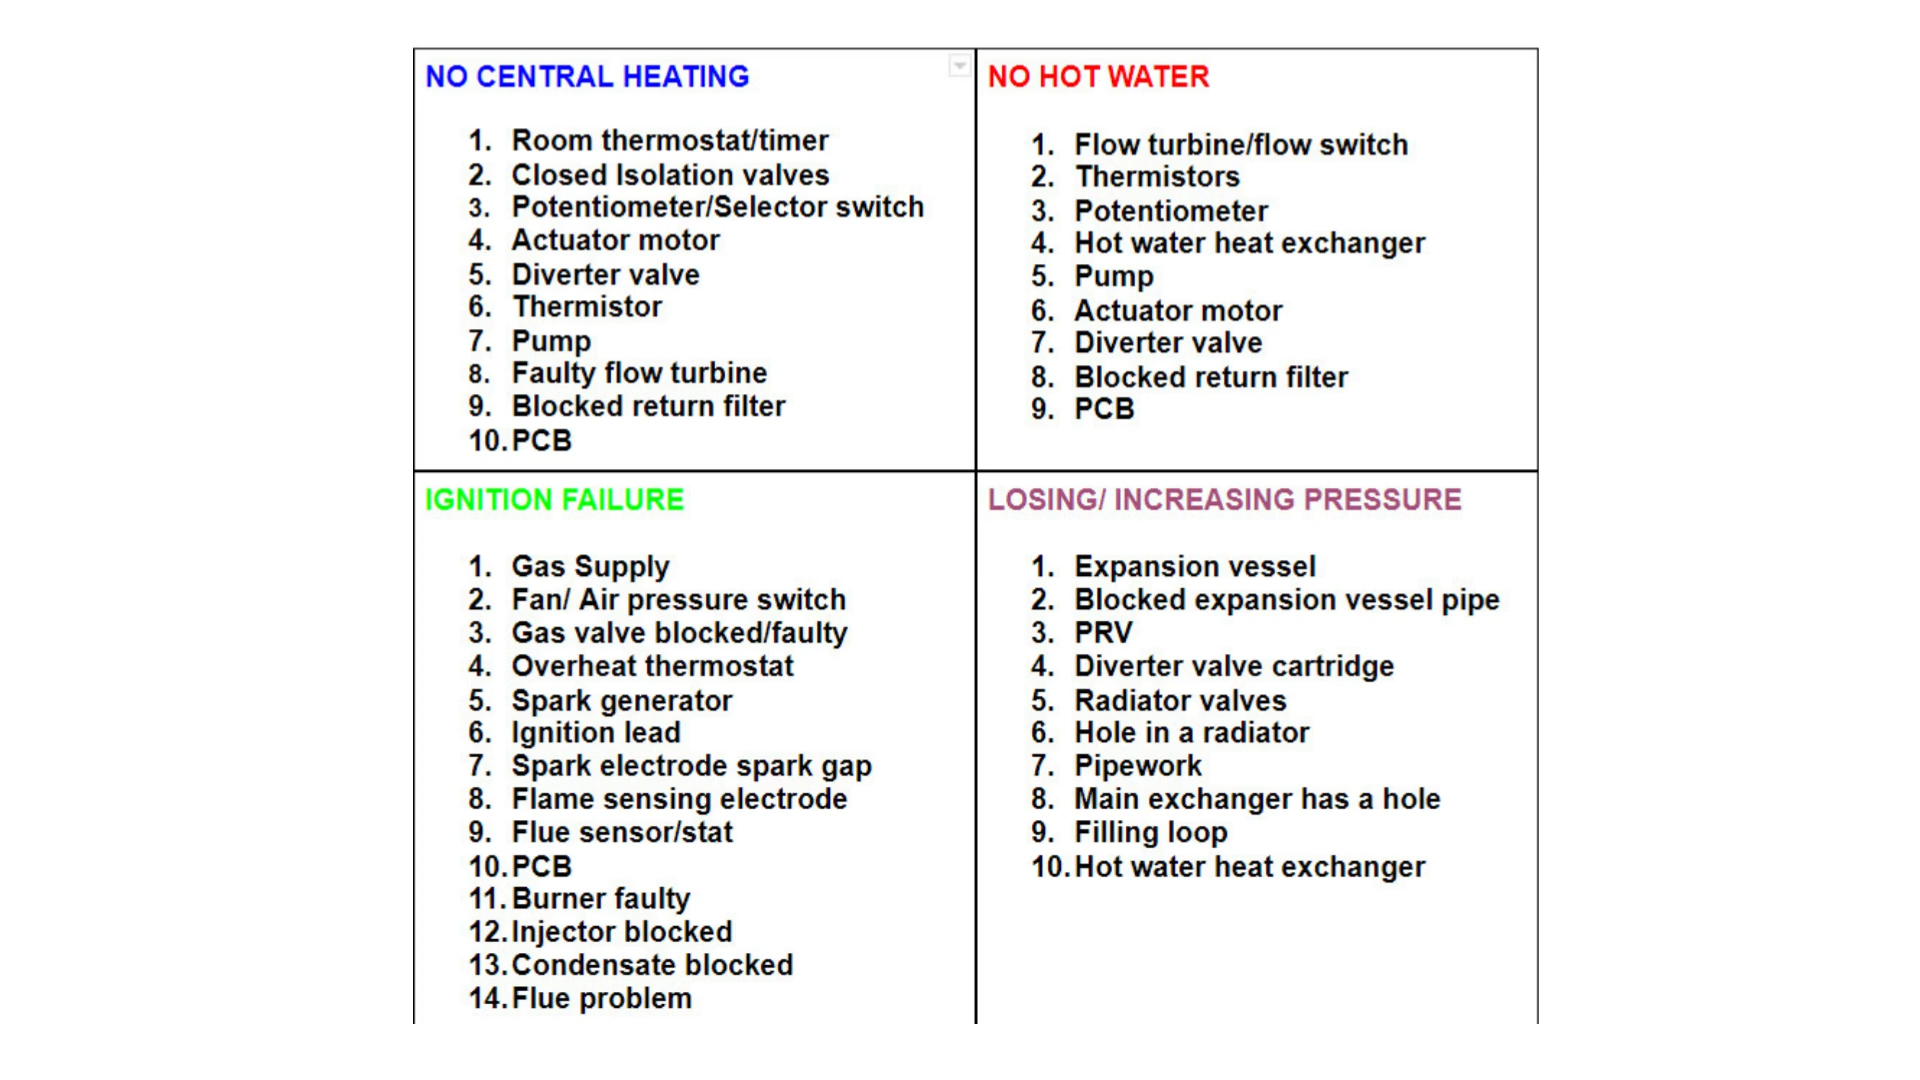 NO CENTRAL HEATING
1. Room thermostat/timer
2. Closed Isolation valves
3. Potentiometer/Selector switch
4. Actuator motor
5. Diverter valve
6. Thermistor
7. Pump
8. Faulty flow turbine
9. Blocked return filter
10. PCB
NO HOT WATER
1. Flow turbine/flow switch
2. Thermistors
3. Potentiometer
4. Hot water heat exchanger
5. Pump
6. Actuator motor
7. Diverter valve
8. Blocked return filter
9. PCB
IGNITION FAILURE
1. Gas Supply
2. Fan/ Air pressure switch
3. Gas valve blocked/faulty
4. Overheat thermostat
5. Spark generator
6. Ignition lead
7. Spark electrode spark gap
8. Flame sensing electrode
9. Flue sensor/stat
10. PCB
11. Burner faulty
12. Injector blocked
13. Condensate blocked
14. Flue problem
LOSING/ INCREASING PRESSURE
1. Expansion vessel
2. Blocked expansion vessel pipe
3. PRV
4. Diverter valve cartridge
5. Radiator valves
6. Hole in a radiator
7. Pipework
8. Main exchanger has a hole
9. Filling loop
10. Hot water heat exchanger